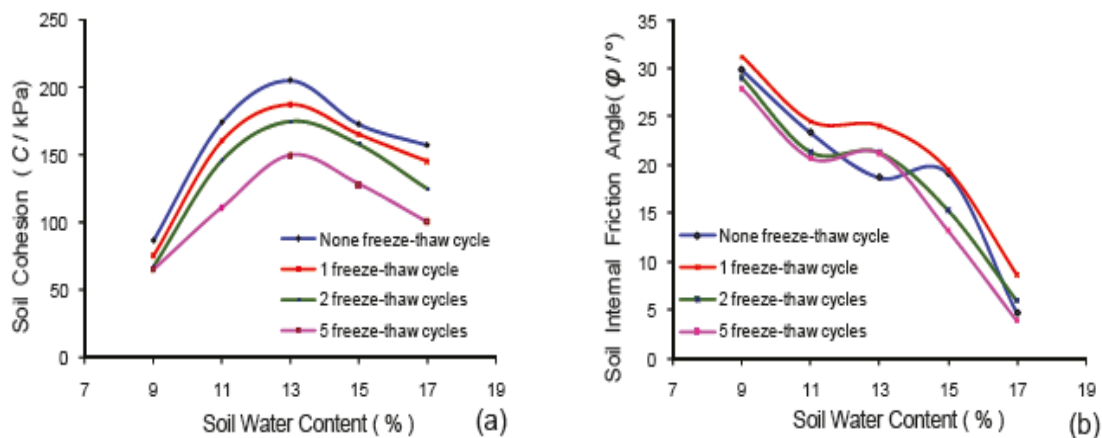 Soil Cohesion ( C / kPa)
250
200
150
100
50
0
None freeze-thaw cycle
1 freeze-thaw cycle
2 freeze-thaw cycles
5 freeze-thaw cycles
7 9 11 13 15 17 19
Soil Water Content ( % )
(a)
Soil Internal Friction Angle( φ / °)
35
30
25
20
15
10
5
0
None freeze-thaw cycle
1 freeze-thaw cycle
2 freeze-thaw cycles
5 freeze-thaw cycles
7 9 11 13 15 17 19
Soil Water Content ( % )
(b)